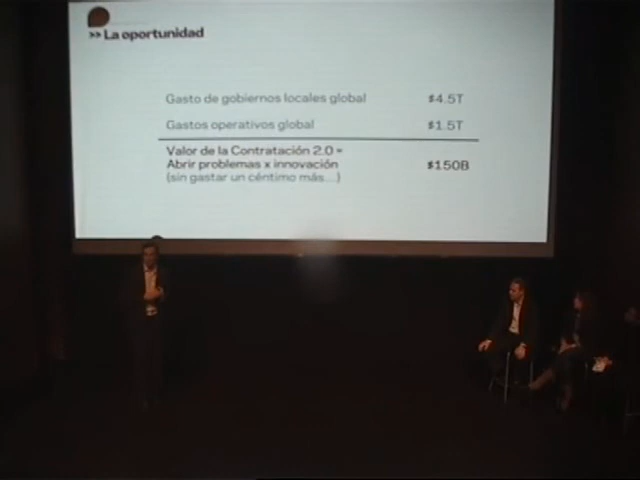 >> La oportunidad
Gasto de gobiernos locales global $4.5T
Gastos operativos global $1.5T
Valor de la Contratación 2.0 =
Abrir problemas x innovación $150B
(sin gastar un céntimo más...)